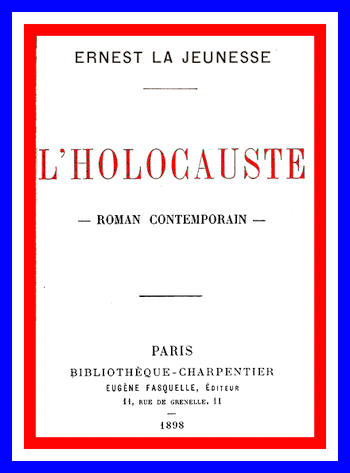 ERNEST LA JEUNESSE
L'HOLOCAUSTE
— ROMAN CONTEMPORAIN —
PARIS
BIBLIOTHÈQUE-CHARPENTIER
EUGÈNE FASQUELLE, ÉDITEUR
11, RUE DE GRENELLE, 11
1898